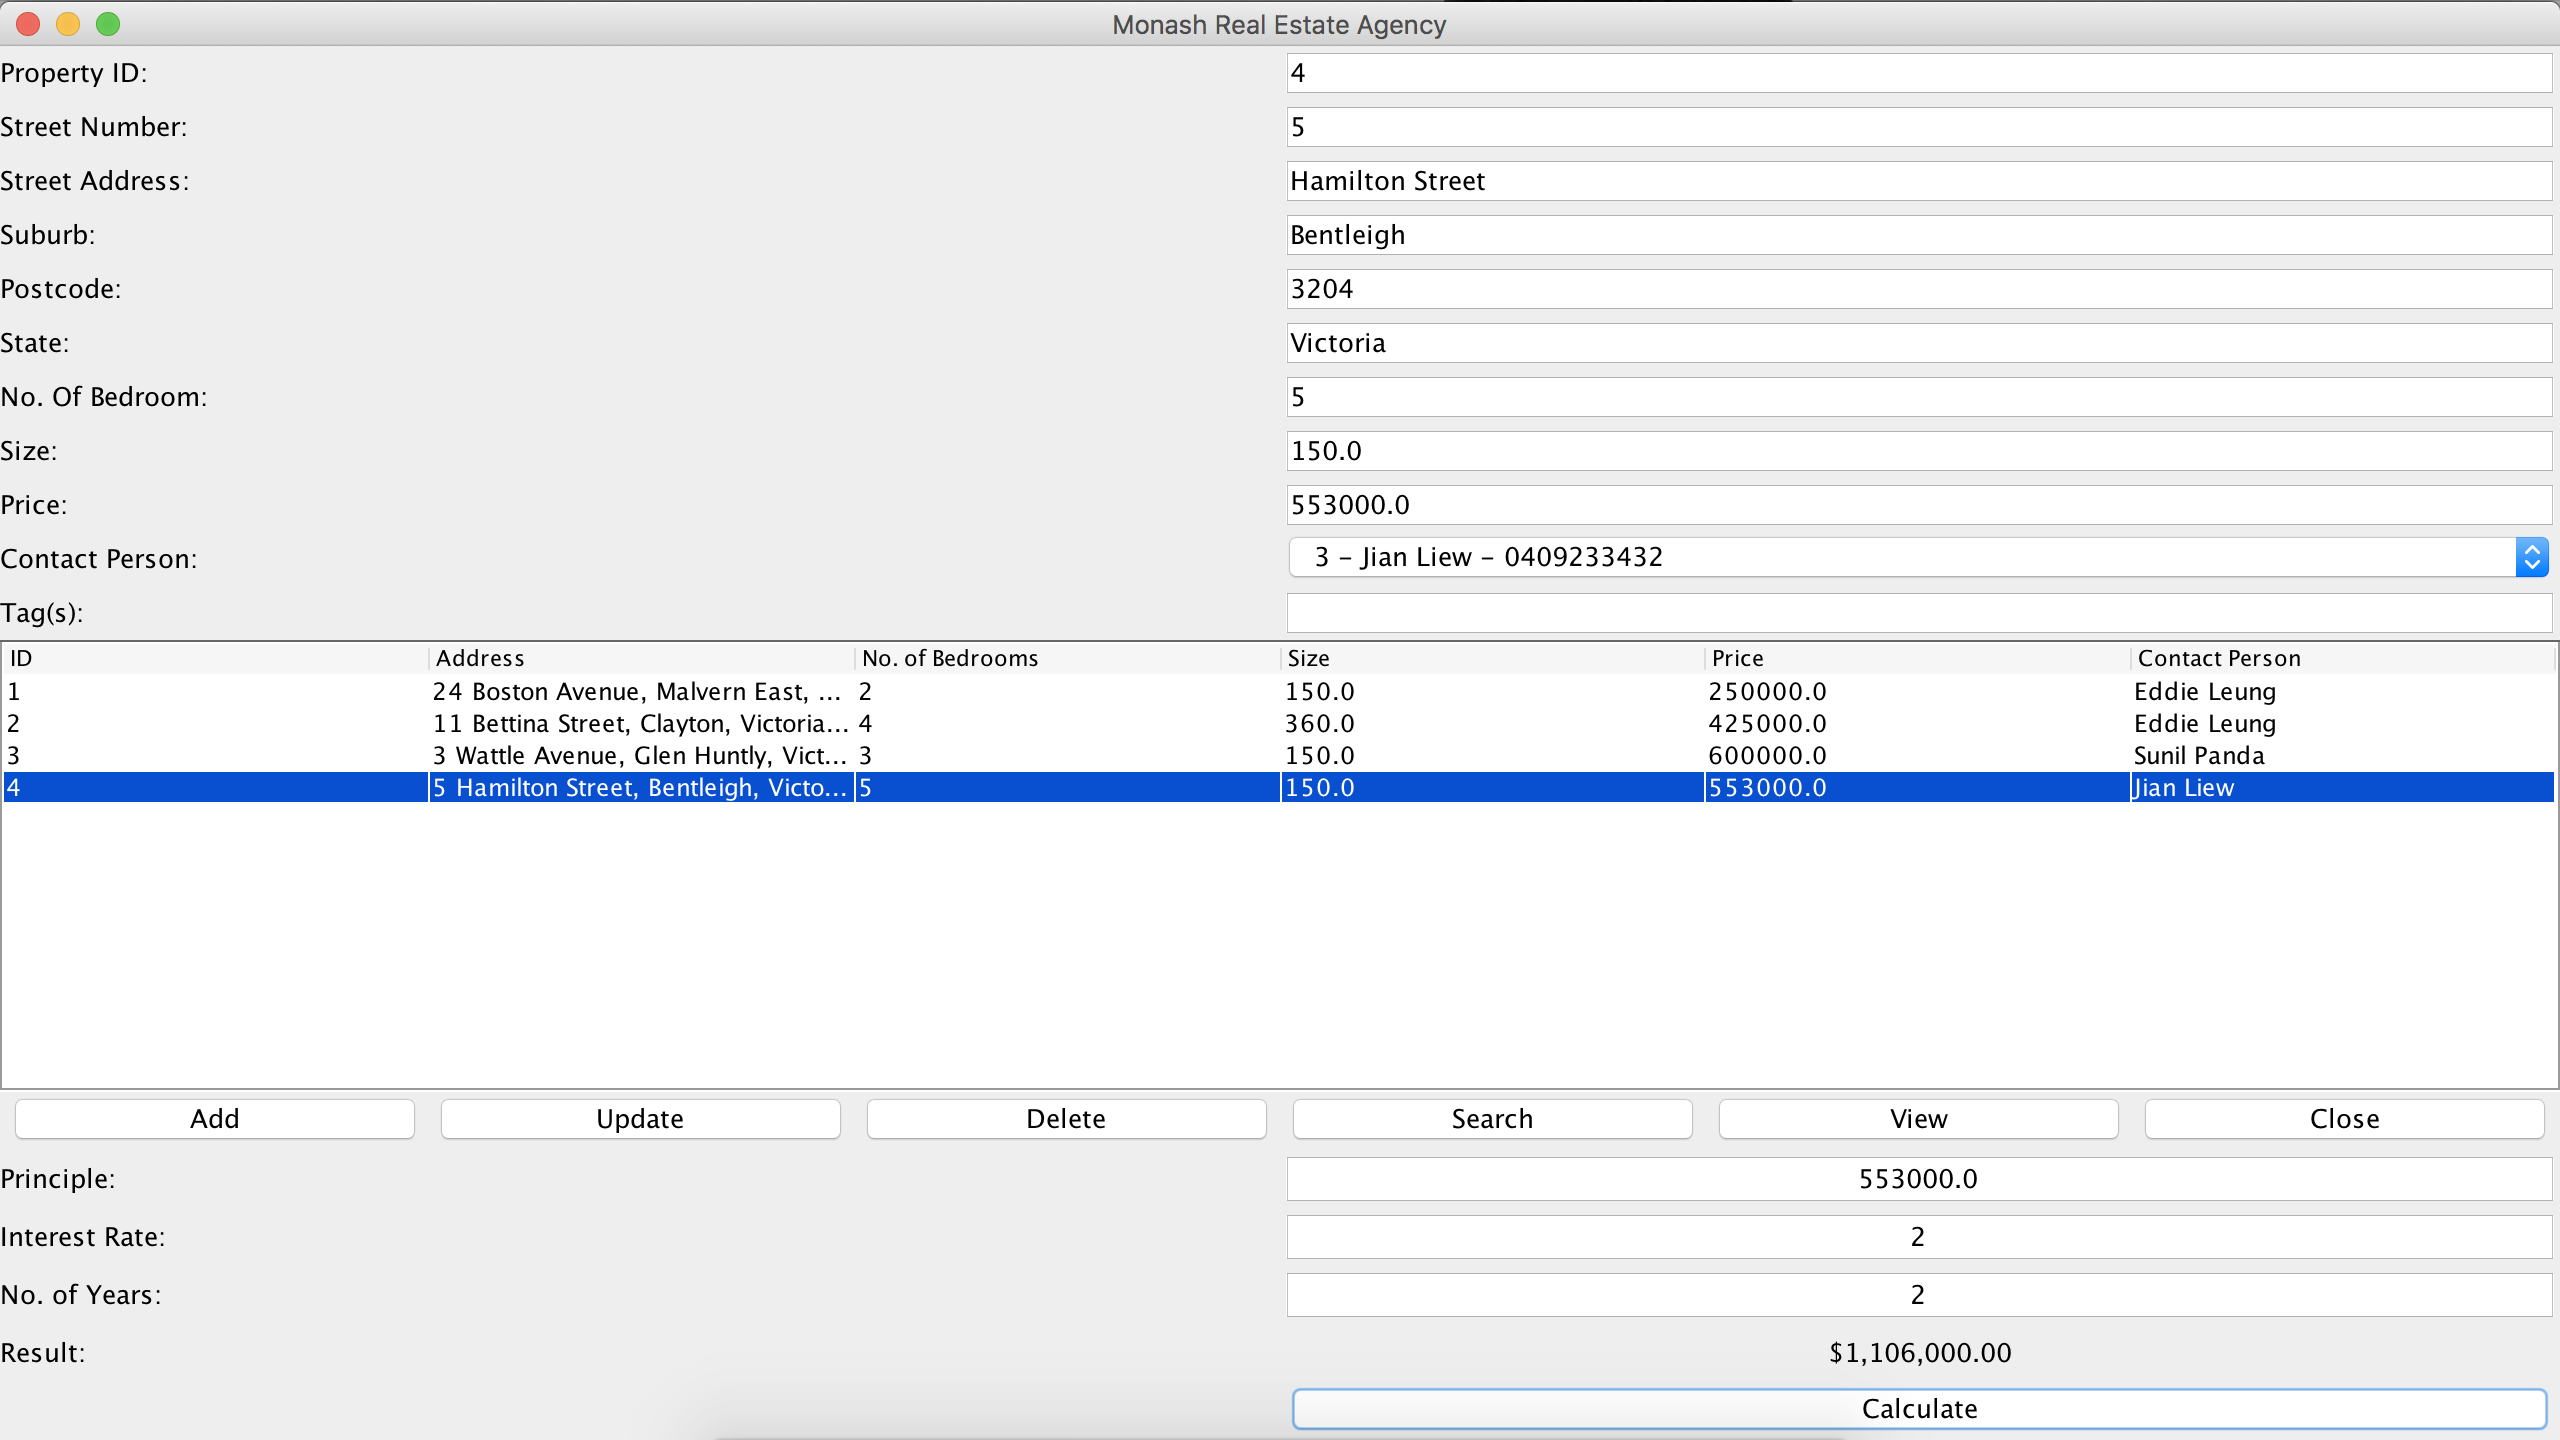 Monash Real Estate Agency
Property ID: 4
Street Number: 5
Street Address: Hamilton Street
Suburb: Bentleigh
Postcode: 3204
State: Victoria
No. Of Bedroom: 5
Size: 150.0
Price: 553000.0
Contact Person: 3 – Jian Liew – 0409233432
Tag(s):
ID Address No. of Bedrooms Size Price Contact Person
1 24 Boston Avenue, Malvern East, ... 2 150.0 250000.0 Eddie Leung
2 11 Bettina Street, Clayton, Victoria... 4 360.0 425000.0 Eddie Leung
3 3 Wattle Avenue, Glen Huntly, Vict... 3 150.0 600000.0 Sunil Panda
4 5 Hamilton Street, Bentleigh, Victo... 5 150.0 553000.0 Jian Liew
Add Update Delete Search View Close
Principle: 553000.0
Interest Rate: 2
No. of Years: 2
Result: $1,106,000.00
Calculate